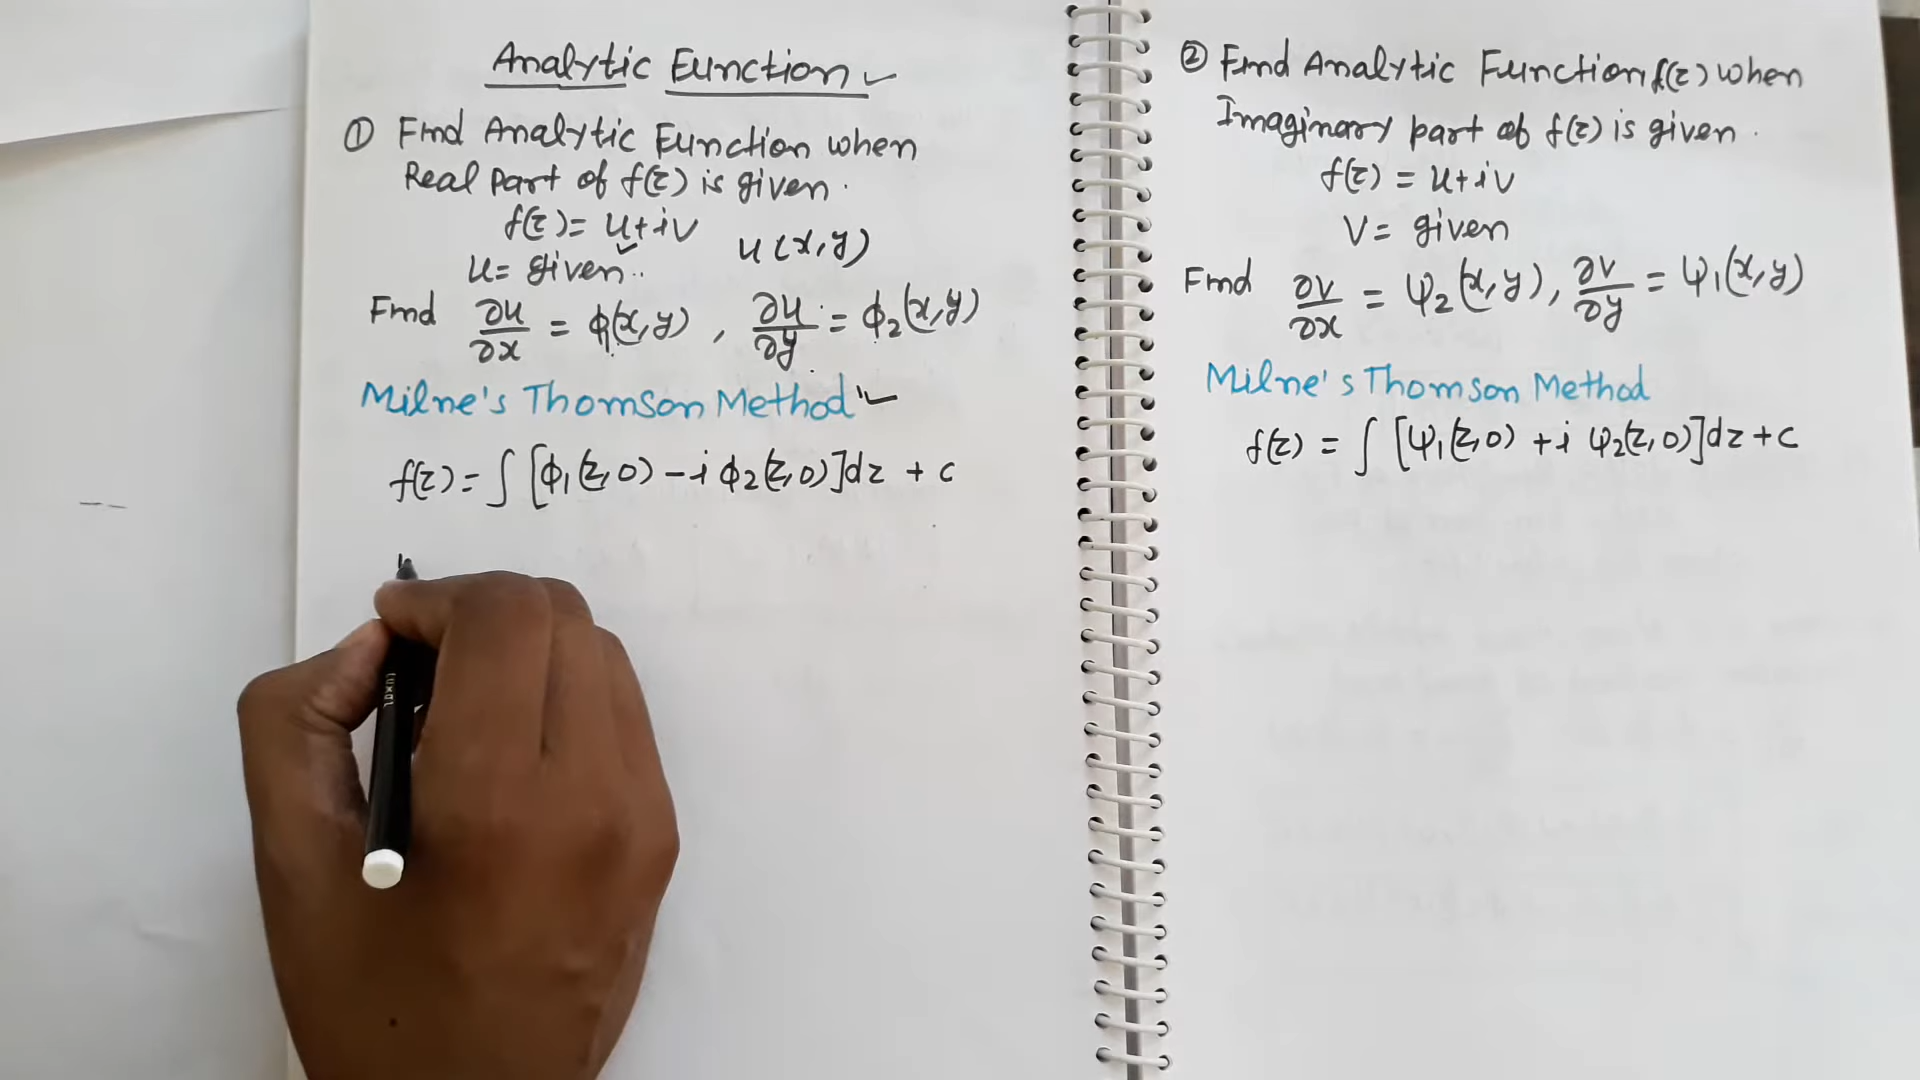 Analytic Function
① Find Analytic Function when
Real Part of f(z) is given.
f(z)= u+iv
u(x,y)
u= given..
Find ∂u/∂x = ϕ₁(x,y), ∂u/∂y = ϕ₂(x,y)
Milne's Thomson Method
f(z)=∫[ϕ₁(z,0) -i ϕ₂(z,0)]dz + c
② Find Analytic Function f(z) when
Imaginary part of f(z) is given.
f(z) = u+iv
V= given
Find ∂v/∂x = ψ₂(x,y), ∂v/∂y = ψ₁(x,y)
Milne's Thomson Method
f(z) = ∫[ψ₁(z,0) +i ψ₂(z,0)]dz+c
LUXOR